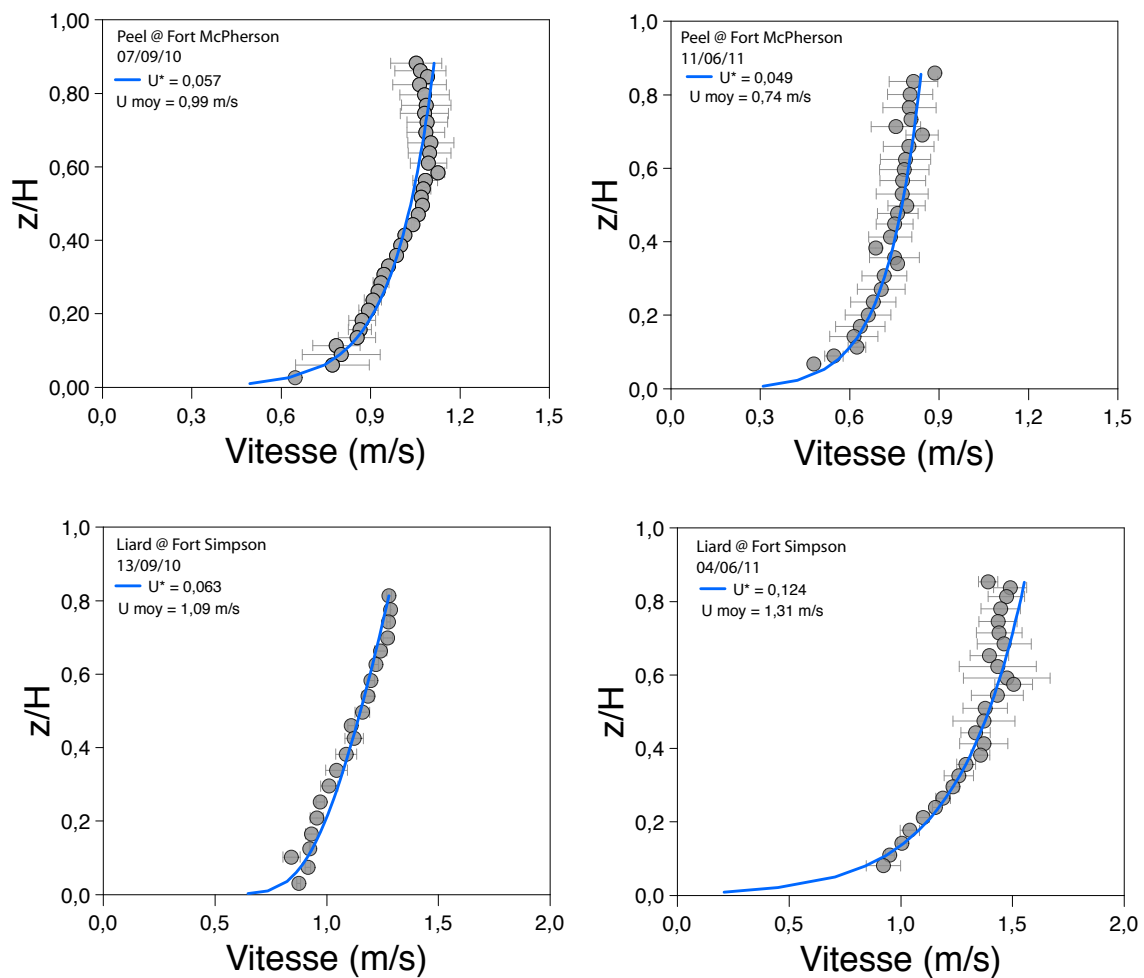 Peel @ Fort McPherson
07/09/10
U* = 0,057
U moy = 0,99 m/s
1,00
0,80
0,60
0,40
0,20
0.00
z/H
0,0
0,6
0,9
1,2
1,5
Vitesse (m/s)
Peel @ Fort McPherson
11/06/11
U* = 0,049
U moy = 0,74 m/s
1,0
0,8
0,6
0,4
0,2
0,0
z/H
0,0
0,6
0,9
1,2
1,5
Vitesse (m/s)
Liard @ Fort Simpson
13/09/10
U* = 0,063
U moy = 1,09 m/s
1,0
0,8
0,6
0,4
0,2
0.0
z/H
0,0
0,5
1,0
1,5
2,0
Vitesse (m/s)
Liard @ Fort Simpson
04/06/11
U* = 0,124
U moy = 1,31 m/s
1,0
0,8
0,6
0,4
0,2
0,0
z/H
0,0
0,5
1,0
1,5
2,0
Vitesse (m/s)